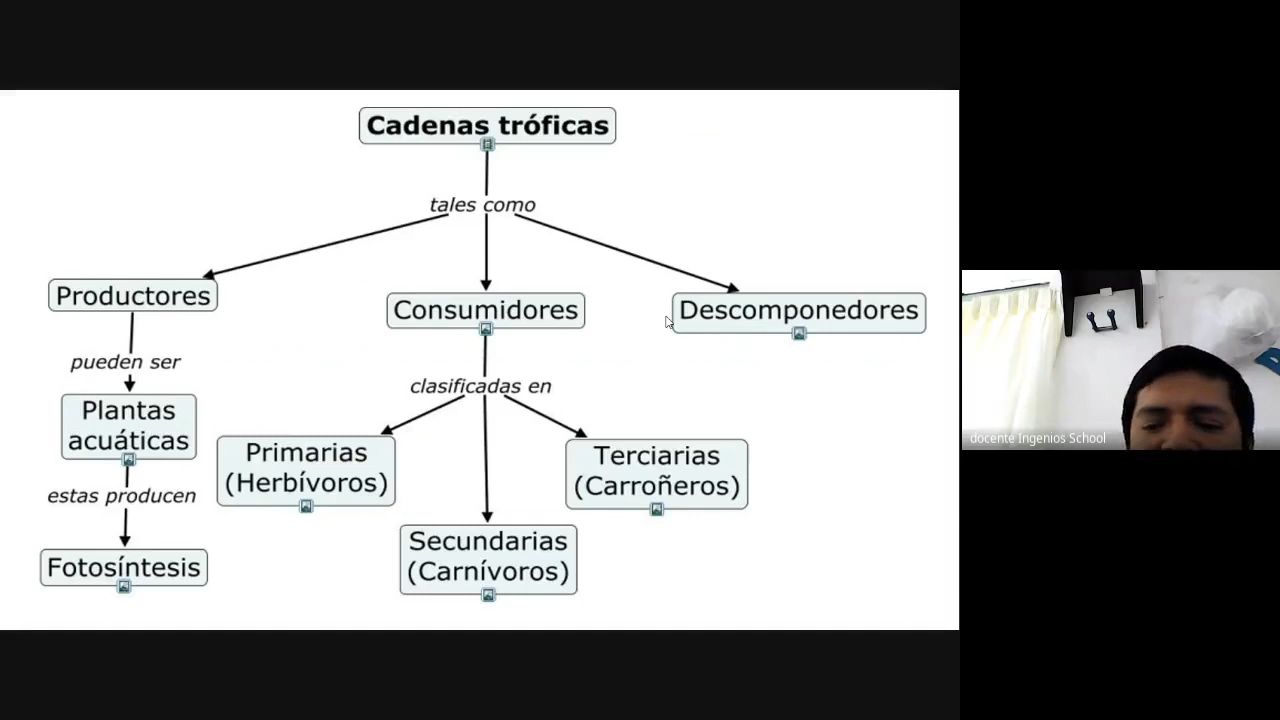 Cadenas tróficas
tales como
Productores
Consumidores
Descomponedores
pueden ser
clasificadas en
Plantas
acuáticas
Primarias
(Herbívoros)
Terciarias
(Carroñeros)
estas producen
Secundarias
(Carnívoros)
Fotosíntesis
docente Ingenios School